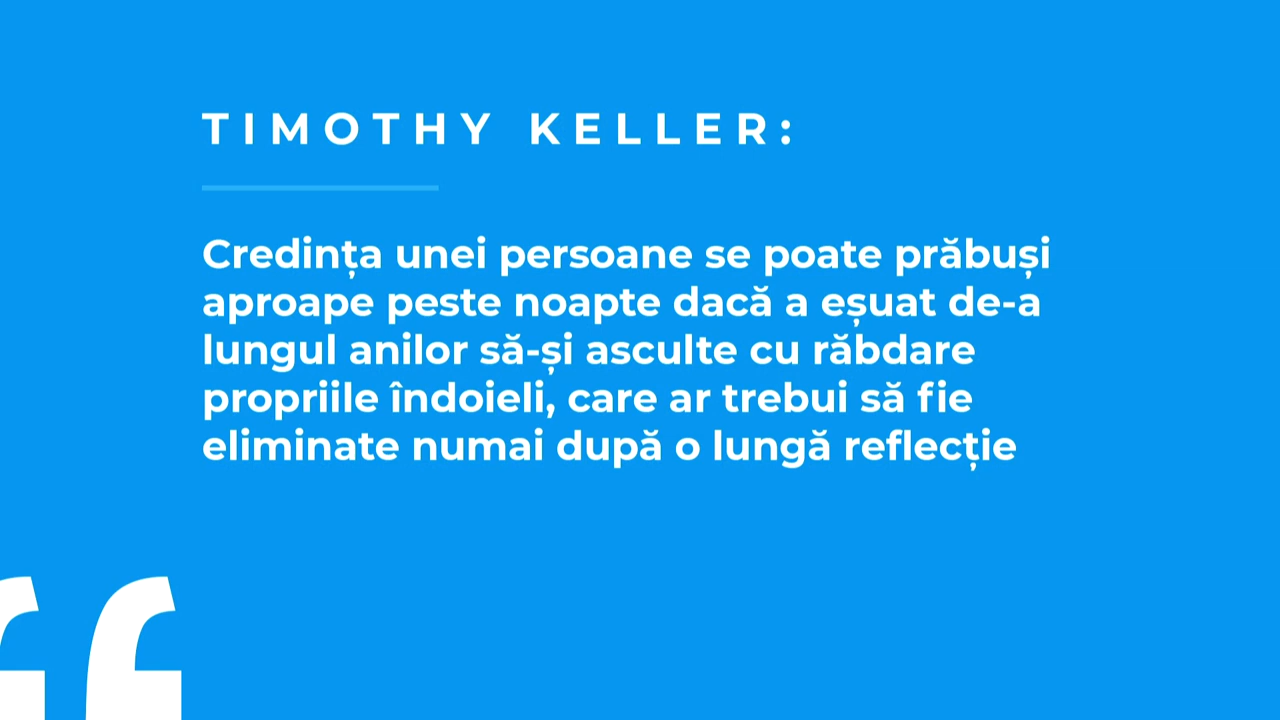 TIMOTHY KELLER:
Credința unei persoane se poate prăbuși
aproape peste noapte dacă a eșuat de-a
lungul anilor să-și asculte cu răbdare
propriile îndoieli, care ar trebui să fie
eliminate numai după o lungă reflecție
“